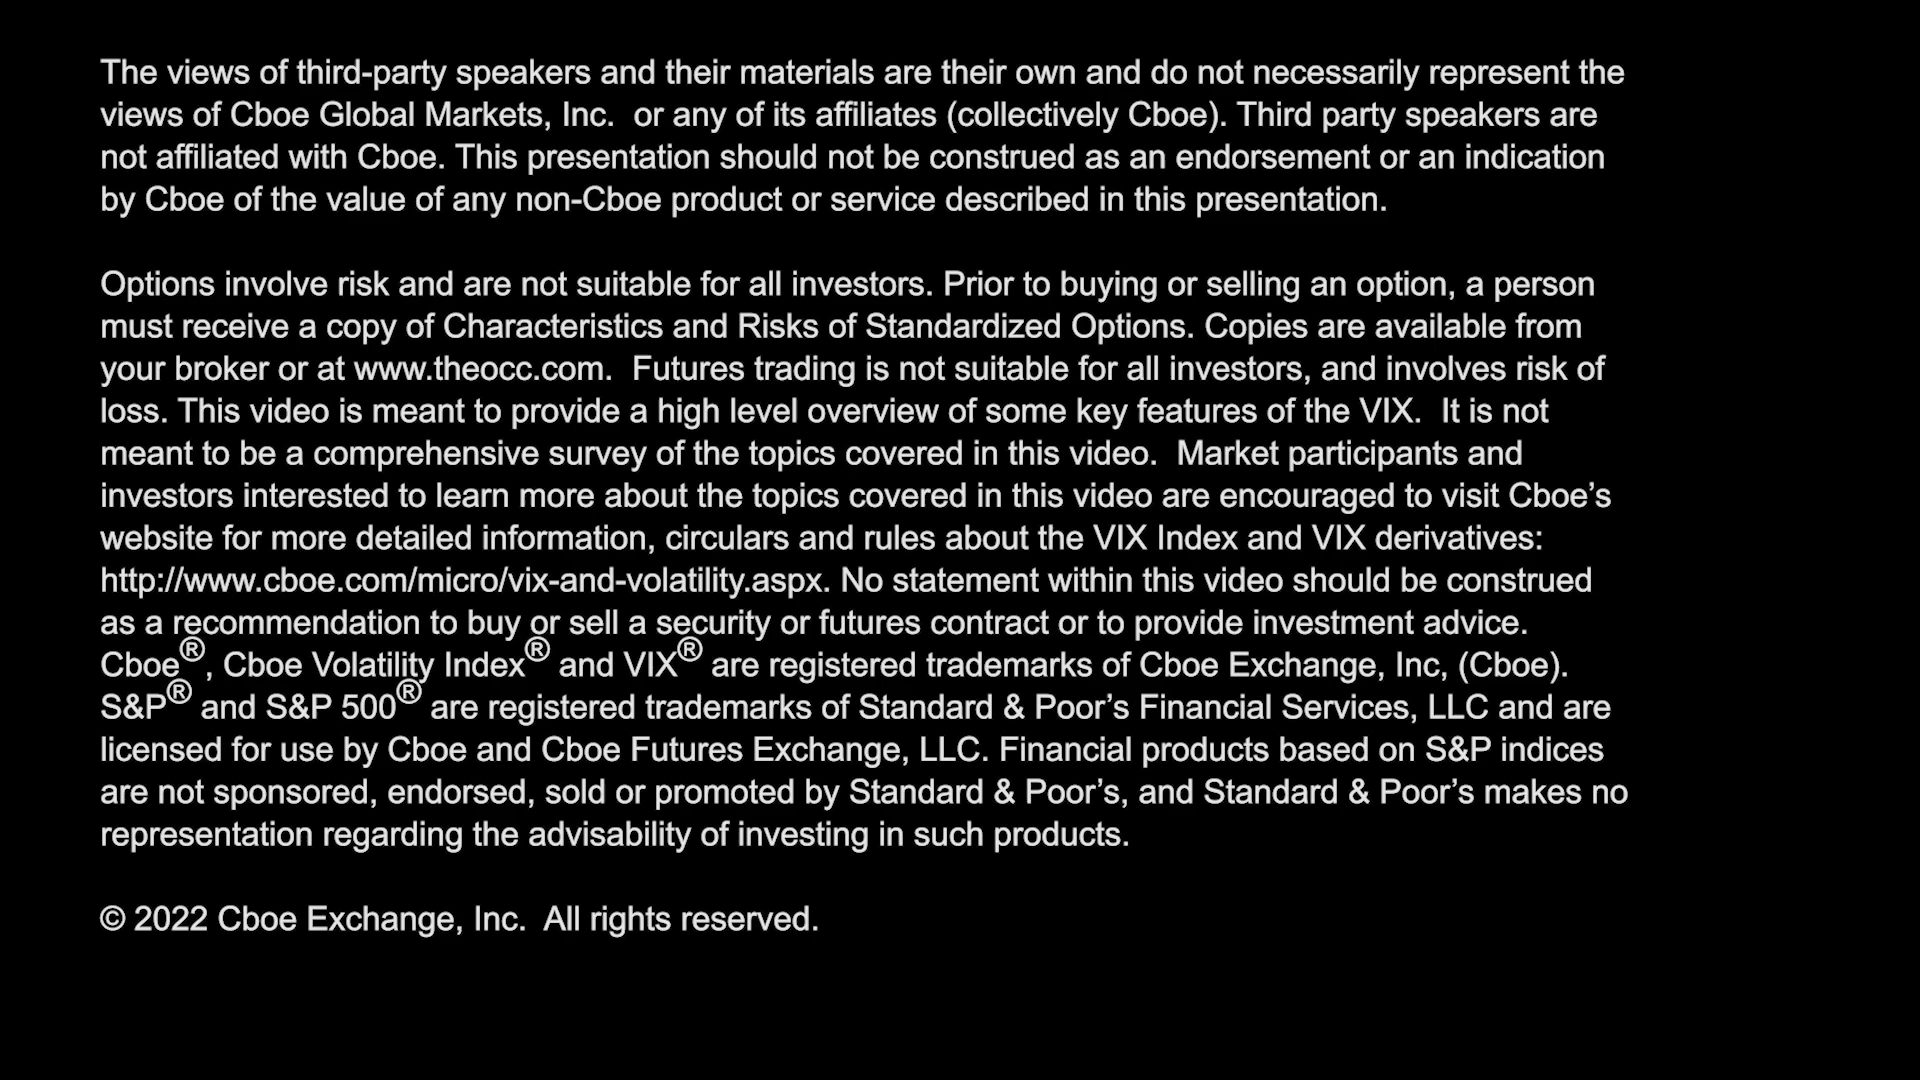 The views of third-party speakers and their materials are their own and do not necessarily represent the
views of Cboe Global Markets, Inc.  or any of its affiliates (collectively Cboe). Third party speakers are
not affiliated with Cboe. This presentation should not be construed as an endorsement or an indication
by Cboe of the value of any non-Cboe product or service described in this presentation.

Options involve risk and are not suitable for all investors. Prior to buying or selling an option, a person
must receive a copy of Characteristics and Risks of Standardized Options. Copies are available from
your broker or at www.theocc.com.  Futures trading is not suitable for all investors, and involves risk of
loss. This video is meant to provide a high level overview of some key features of the VIX.  It is not
meant to be a comprehensive survey of the topics covered in this video.  Market participants and
investors interested to learn more about the topics covered in this video are encouraged to visit Cboe’s
website for more detailed information, circulars and rules about the VIX Index and VIX derivatives:
http://www.cboe.com/micro/vix-and-volatility.aspx. No statement within this video should be construed
as a recommendation to buy or sell a security or futures contract or to provide investment advice.
Cboe®, Cboe Volatility Index® and VIX® are registered trademarks of Cboe Exchange, Inc, (Cboe).
S&P® and S&P 500® are registered trademarks of Standard & Poor’s Financial Services, LLC and are
licensed for use by Cboe and Cboe Futures Exchange, LLC. Financial products based on S&P indices
are not sponsored, endorsed, sold or promoted by Standard & Poor’s, and Standard & Poor’s makes no
representation regarding the advisability of investing in such products.

© 2022 Cboe Exchange, Inc.  All rights reserved.